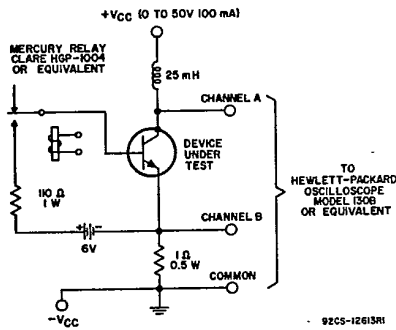 +VCC (0 TO 50V 100 mA)
MERCURY RELAY
CLARE HGP-1004
OR EQUIVALENT
25 mH
CHANNEL A
DEVICE
UNDER
TEST
TO
HEWLETT-PACKARD
OSCILLOSCOPE
MODEL 130B
OR EQUIVALENT
110 Ω
1 W
CHANNEL B
+ -
6V
1 Ω
0.5 W
COMMON
-VCC
92CS-12613R1